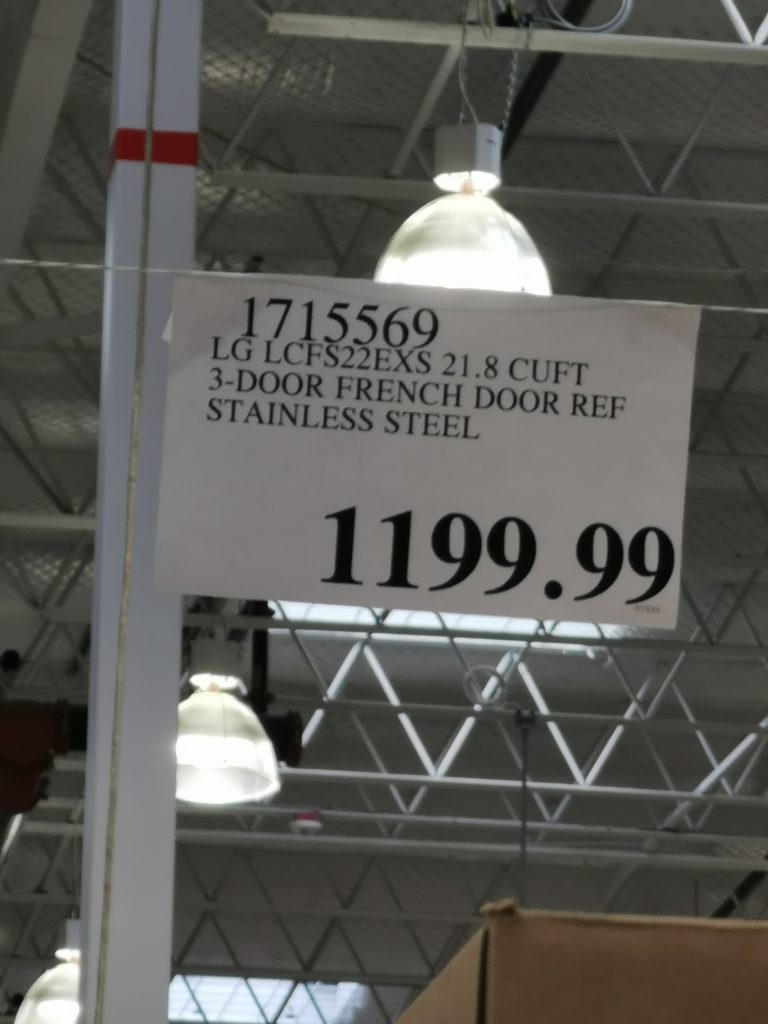 1715569
LG LCFS22EXS 21.8 CUFT
3-DOOR FRENCH DOOR REF
STAINLESS STEEL
1199.99